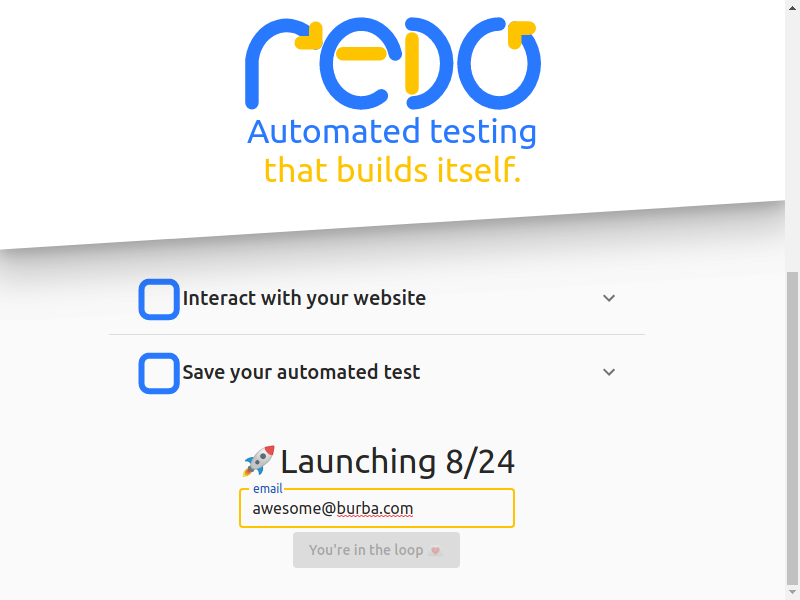 redo
Automated testing
that builds itself.
Interact with your website
Save your automated test
🚀Launching 8/24
email
awesome@burba.com
You're in the loop 💌